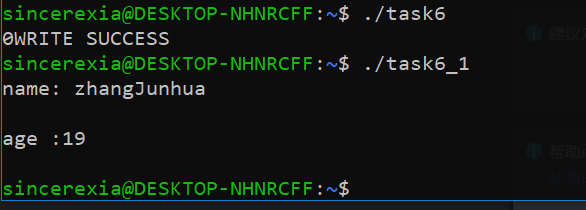 sincerexia@DESKTOP-NHNRCFF:~$ ./task6
0WRITE SUCCESS
sincerexia@DESKTOP-NHNRCFF:~$ ./task6_1
name: zhangJunhua
age :19
sincerexia@DESKTOP-NHNRCFF:~$